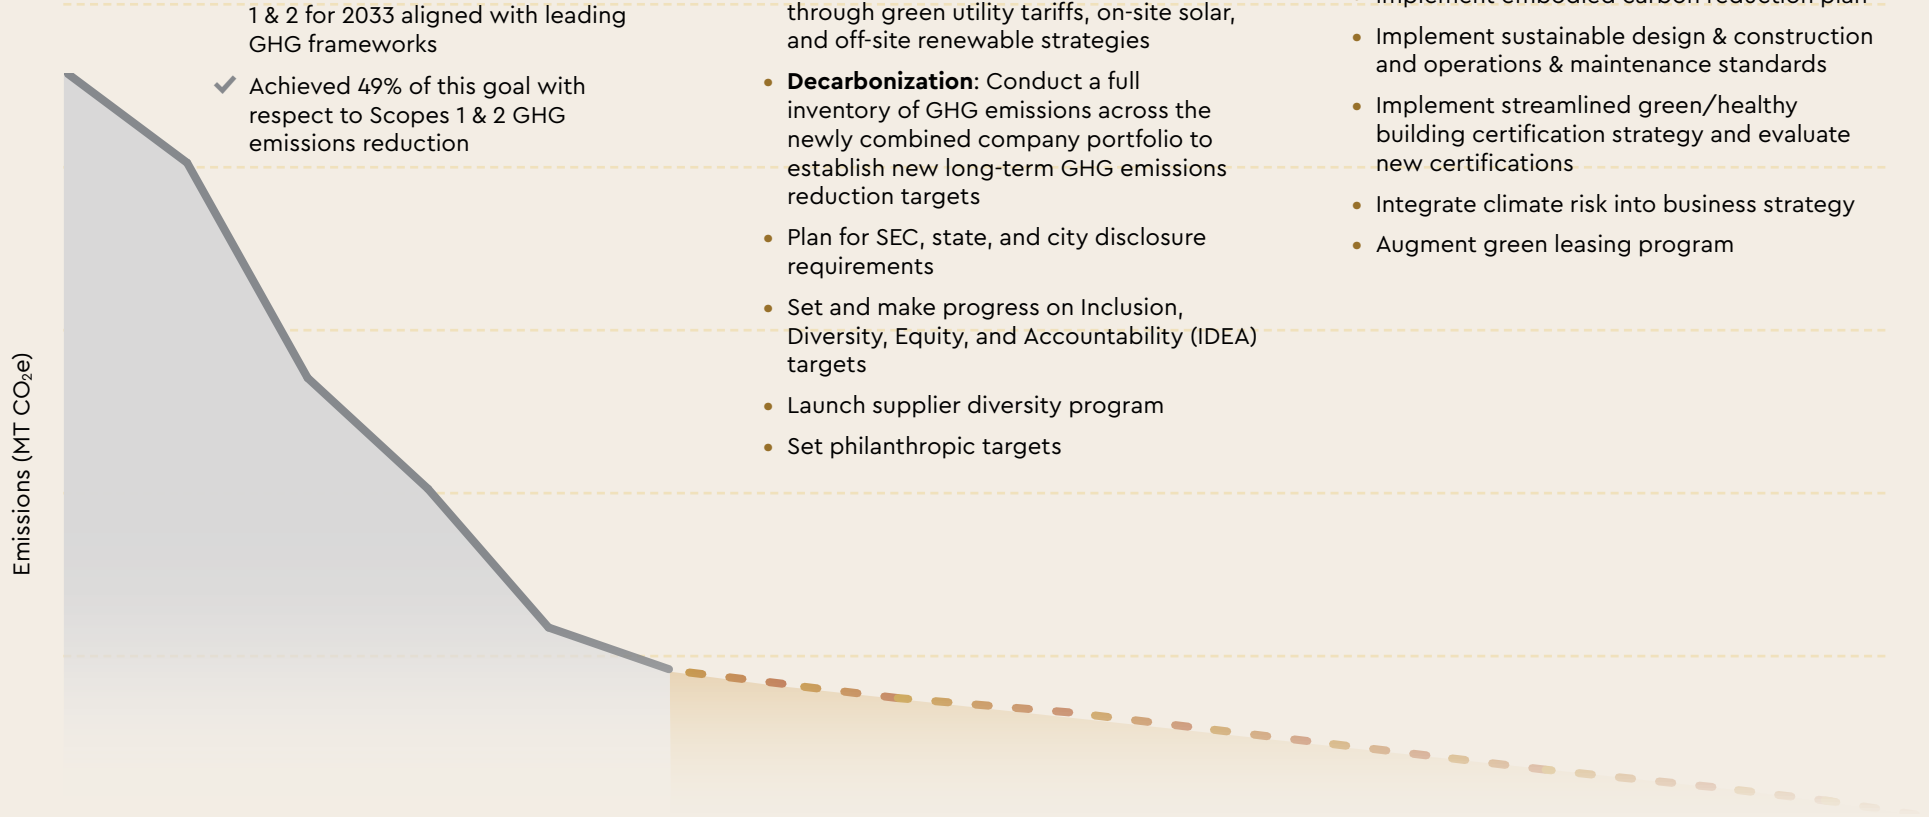 1 & 2 for 2033 aligned with leading
GHG frameworks
Achieved 49% of this goal with
respect to Scopes 1 & 2 GHG
emissions reduction
through green utility tariffs, on-site solar,
and off-site renewable strategies
Decarbonization: Conduct a full
inventory of GHG emissions across the
newly combined company portfolio to
establish new long-term GHG emissions
reduction targets
Plan for SEC, state, and city disclosure
requirements
Set and make progress on Inclusion,
Diversity, Equity, and Accountability (IDEA)
targets
Launch supplier diversity program
Set philanthropic targets
Implement embodied carbon reduction plan
Implement sustainable design & construction
and operations & maintenance standards
Implement streamlined green/healthy
building certification strategy and evaluate
new certifications
Integrate climate risk into business strategy
Augment green leasing program
Emissions (MT CO₂e)